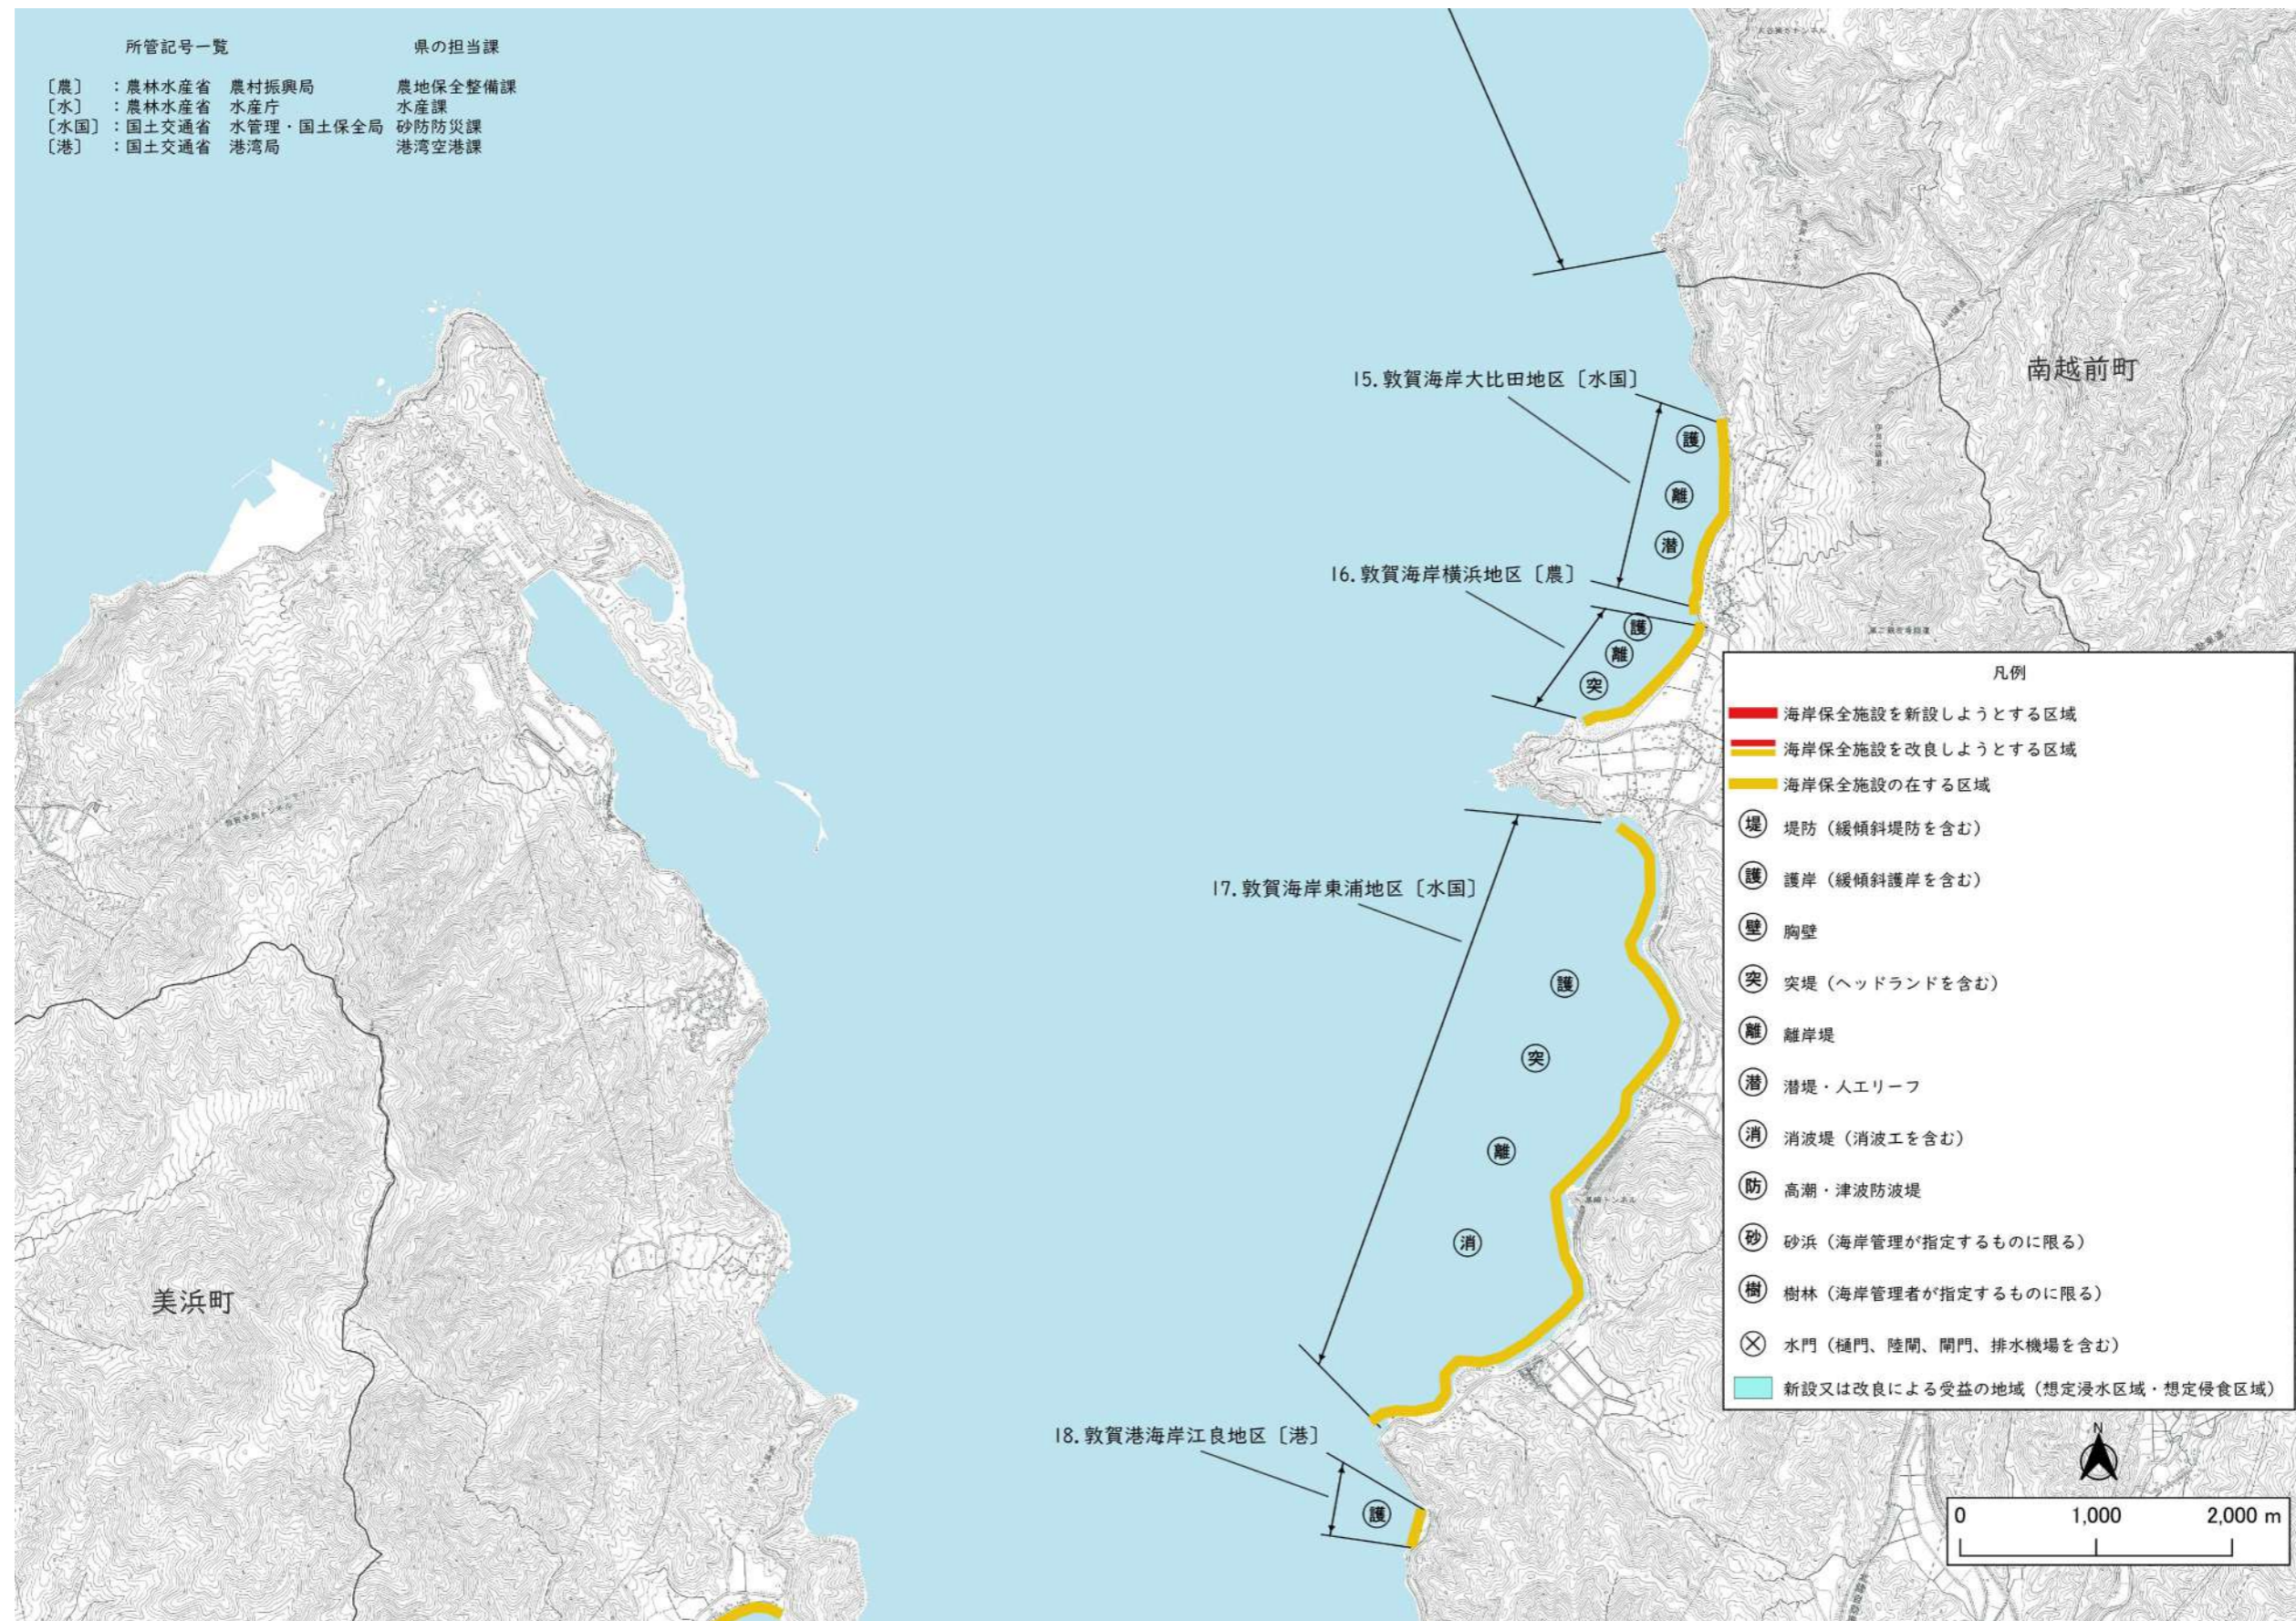 所管記号一覧 県の担当課
〔農〕 ：農林水産省 農村振興局 農地保全整備課
〔水〕 ：農林水産省 水産庁 水産課
〔水国〕：国土交通省 水管理・国土保全局 砂防防災課
〔港〕 ：国土交通省 港湾局 港湾空港課
南越前町
15.敦賀海岸大比田地区〔水国〕
護
離
潜
16.敦賀海岸横浜地区〔農〕
護
離
突
17.敦賀海岸東浦地区〔水国〕
護
突
離
消
美浜町
18.敦賀港海岸江良地区〔港〕
護
凡例
海岸保全施設を新設しようとする区域
海岸保全施設を改良しようとする区域
海岸保全施設の在する区域
堤 堤防（緩傾斜堤防を含む）
護 護岸（緩傾斜護岸を含む）
壁 胸壁
突 突堤（ヘッドランドを含む）
離 離岸堤
潜 潜堤・人工リーフ
消 消波堤（消波工を含む）
防 高潮・津波防波堤
砂 砂浜（海岸管理が指定するものに限る）
樹 樹林（海岸管理者が指定するものに限る）
水門（樋門、陸閘、閘門、排水機場を含む）
新設又は改良による受益の地域（想定浸水区域・想定侵食区域）
N
0 1,000 2,000 m